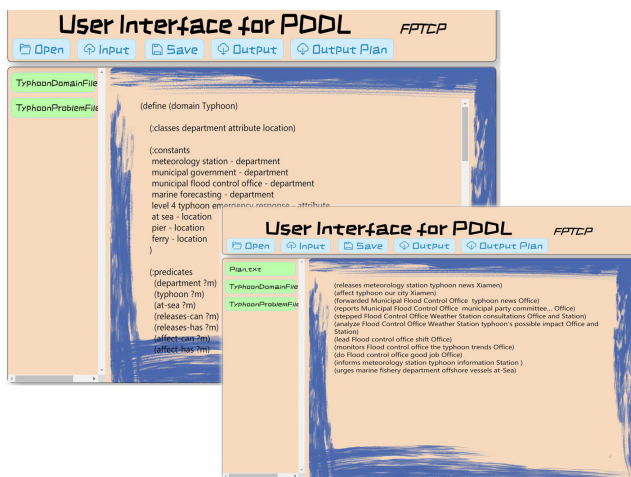 User Interface for PDDL FPTCP
Open Input Save Output Output Plan
TyphoonDomainFile
TyphoonProblemFile
(define (domain Typhoon)
(:classes department attribute location)
(:constants
meteorology station - department
municipal government - department
municipal flood control office - department
marine forecasting - department
level 4 typhoon emergency response - attribute
at sea - location
pier - location
ferry - location
)
(:predicates
(department ?m)
(typhoon ?m)
(at-sea ?m)
(releases-can ?m)
(releases-has ?m)
(affect-can ?m)
(affect-has ?m)
User Interface for PDDL FPTCP
Open Input Save Output Output Plan
Plan.txt
TyphoonDomainFile
TyphoonProblemFile
(releases meteorology station typhoon news Xiamen)
(affect typhoon our city Xiamen)
(forwarded Municipal Flood Control Office typhoon news Office)
(reports Municipal Flood Control Office municipal party committee... Office)
(stepped Flood Control Office Weather Station consultations Office and Station)
(analyze Flood Control Office Weather Station typhoon's possible impact Office and
Station)
(lead Flood control office shift Office)
(monitors Flood control office the typhoon trends Office)
(do Flood control office good job Office)
(informs meteorology station typhoon information Station )
(urges marine fishery department offshore vessels at-Sea)